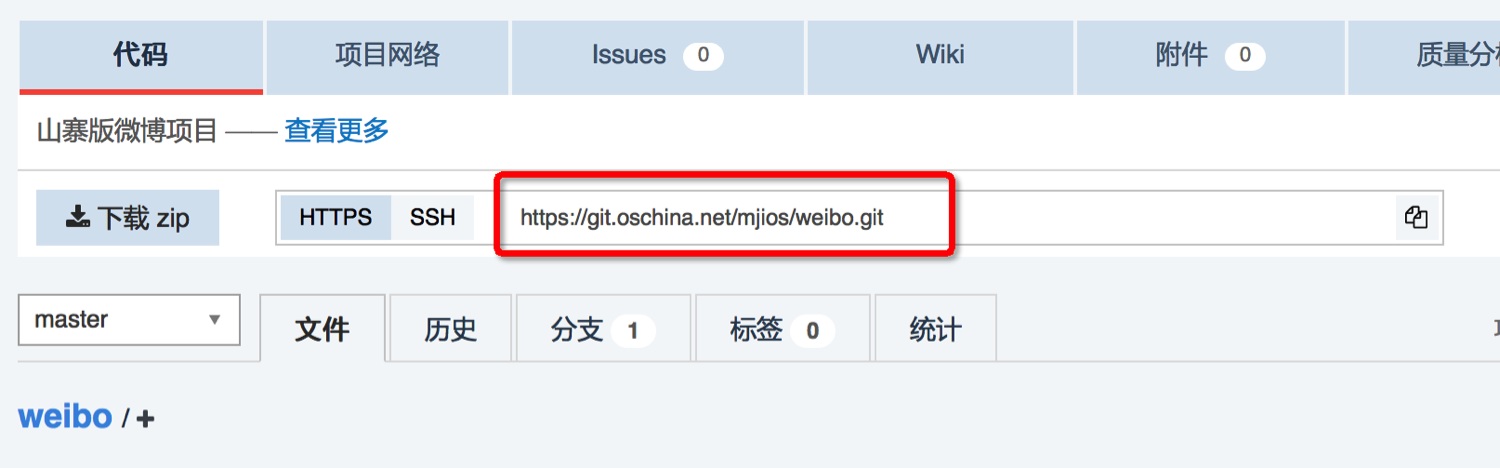 代码 项目网络 Issues 0 Wiki 附件 0 质量分
山寨版微博项目 —— 查看更多
下载 zip HTTPS SSH https://git.oschina.net/mjios/weibo.git
master 文件 历史 分支 1 标签 0 统计
weibo / +